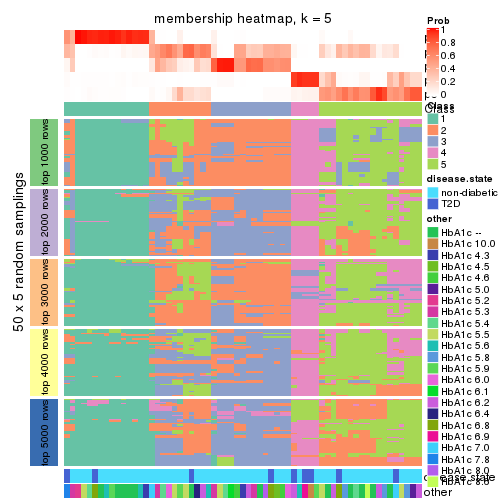 membership heatmap, k = 5
50 x 5 random samplings
top 1000 rows
top 2000 rows
top 3000 rows
top 4000 rows
top 5000 rows
Prob
1
0.8
0.6
0.4
0.2
0
Class
Class
1
2
3
4
5
disease.state
non-diabetic
T2D
other
HbA1c --
HbA1c 10.0
HbA1c 4.3
HbA1c 4.5
HbA1c 4.6
HbA1c 5.0
HbA1c 5.2
HbA1c 5.3
HbA1c 5.4
HbA1c 5.5
HbA1c 5.6
HbA1c 5.8
HbA1c 5.9
HbA1c 6.0
HbA1c 6.1
HbA1c 6.2
HbA1c 6.4
HbA1c 6.8
HbA1c 6.9
HbA1c 7.0
HbA1c 7.8
HbA1c 8.0
other